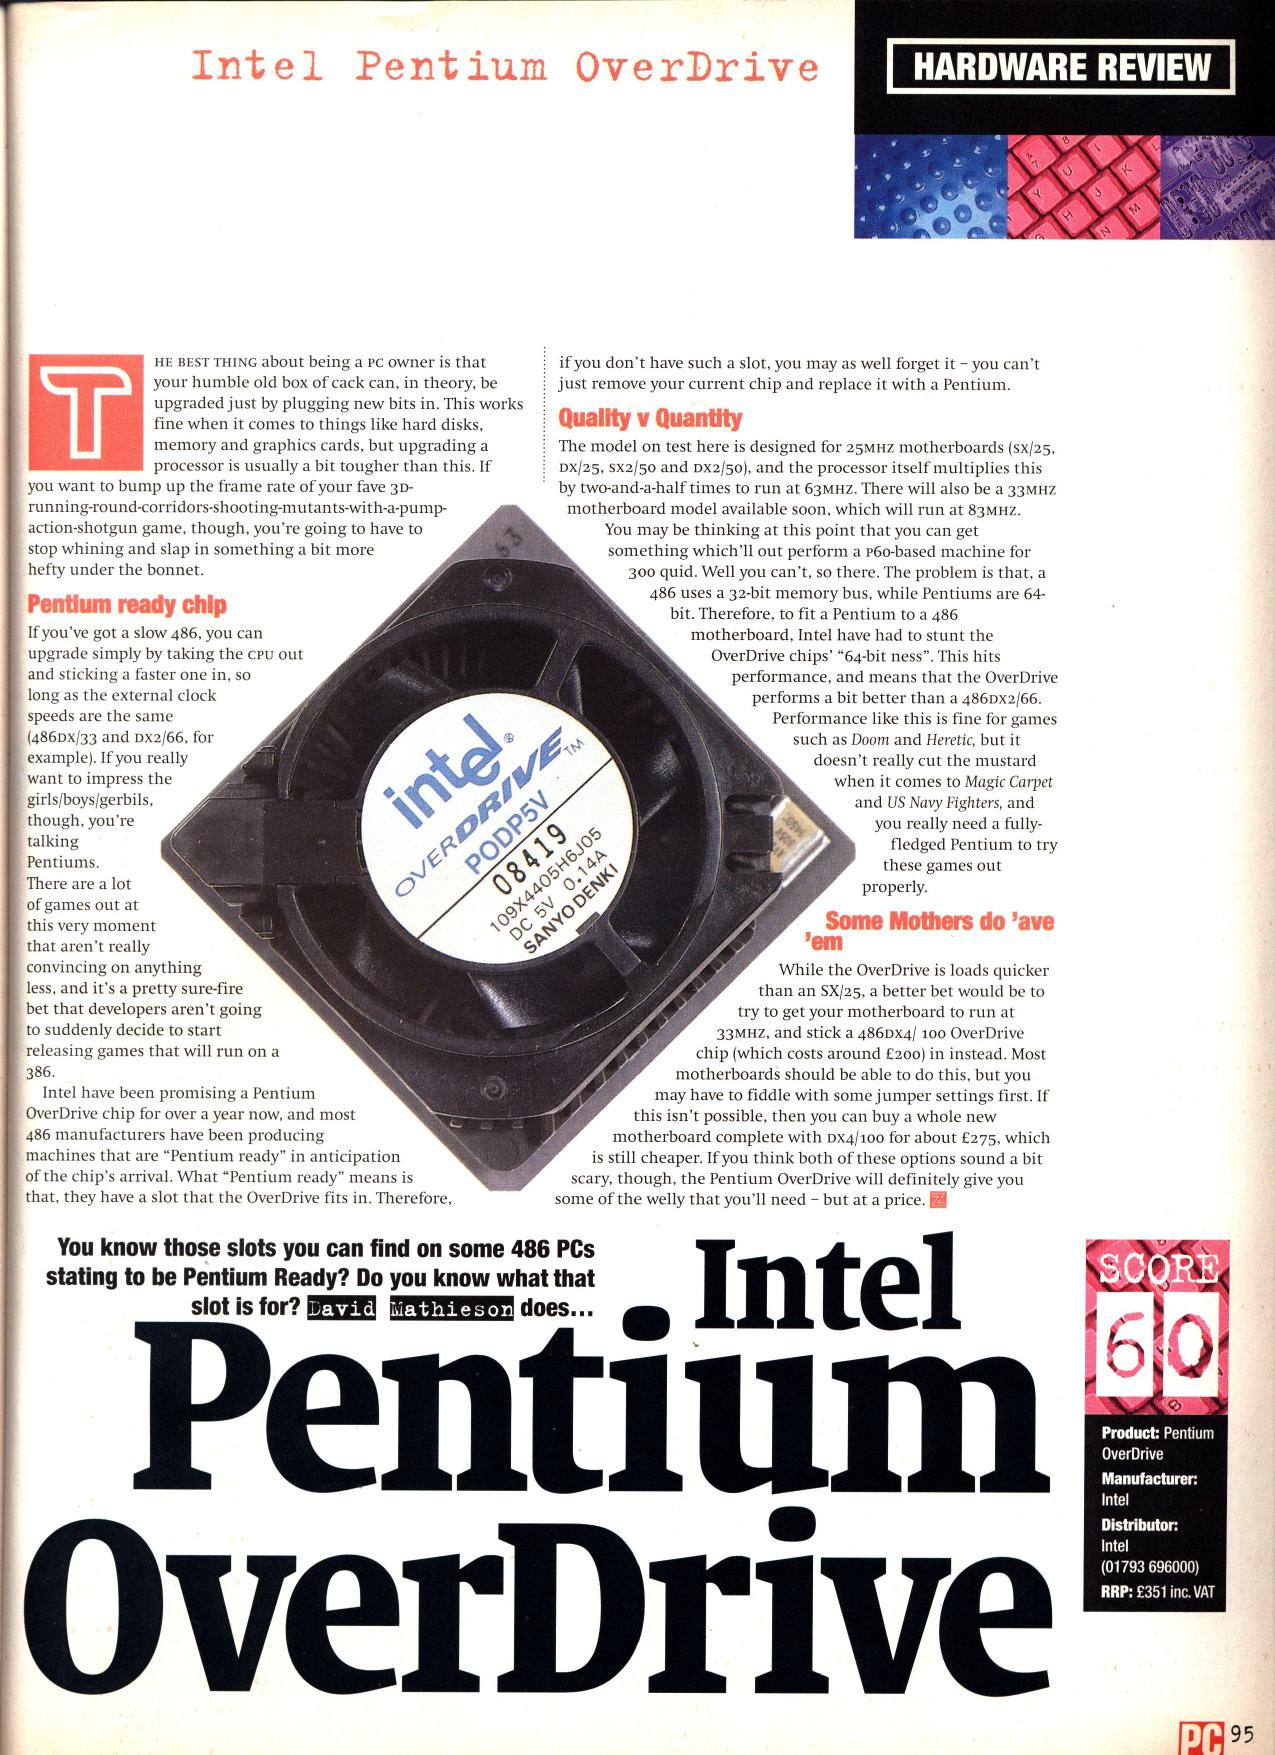 Intel Pentium OverDrive
HARDWARE REVIEW
THE BEST THING about being a PC owner is that
your humble old box of cack can, in theory, be
upgraded just by plugging new bits in. This works
fine when it comes to things like hard disks,
memory and graphics cards, but upgrading a
processor is usually a bit tougher than this. If
you want to bump up the frame rate of your fave 3D-
running-round-corridors-shooting-mutants-with-a-pump-
action-shotgun game, though, you're going to have to
stop whining and slap in something a bit more
hefty under the bonnet.
Pentium ready chip
If you've got a slow 486, you can
upgrade simply by taking the CPU out
and sticking a faster one in, so
long as the external clock
speeds are the same
(486DX/33 and DX2/66, for
example). If you really
want to impress the
girls/boys/gerbils,
though, you're
talking
Pentiums.
There are a lot
of games out at
this very moment
that aren't really
convincing on anything
less, and it's a pretty sure-fire
bet that developers aren't going
to suddenly decide to start
releasing games that will run on a
386.
Intel have been promising a Pentium
OverDrive chip for over a year now, and most
486 manufacturers have been producing
machines that are “Pentium ready” in anticipation
of the chip's arrival. What “Pentium ready” means is
that, they have a slot that the OverDrive fits in. Therefore,
if you don't have such a slot, you may as well forget it – you can't
just remove your current chip and replace it with a Pentium.
Quality v Quantity
The model on test here is designed for 25MHZ motherboards (SX/25,
DX/25, SX2/50 and DX2/50), and the processor itself multiplies this
by two-and-a-half times to run at 63MHZ. There will also be a 33MHZ
motherboard model available soon, which will run at 83MHZ.
You may be thinking at this point that you can get
something which'll out perform a P60-based machine for
300 quid. Well you can't, so there. The problem is that, a
486 uses a 32-bit memory bus, while Pentiums are 64-
bit. Therefore, to fit a Pentium to a 486
motherboard, Intel have had to stunt the
OverDrive chips' “64-bit ness”. This hits
performance, and means that the OverDrive
performs a bit better than a 486DX2/66.
Performance like this is fine for games
such as Doom and Heretic, but it
doesn't really cut the mustard
when it comes to Magic Carpet
and US Navy Fighters, and
you really need a fully-
fledged Pentium to try
these games out
properly.
Some Mothers do 'ave
'em
While the OverDrive is loads quicker
than an SX/25, a better bet would be to
try to get your motherboard to run at
33MHZ, and stick a 486DX4/ 100 OverDrive
chip (which costs around £200) in instead. Most
motherboards should be able to do this, but you
may have to fiddle with some jumper settings first. If
this isn't possible, then you can buy a whole new
motherboard complete with DX4/100 for about £275, which
is still cheaper. If you think both of these options sound a bit
scary, though, the Pentium OverDrive will definitely give you
some of the welly that you'll need – but at a price. Z
63
intel®
OVERDRIVE™
PODP5V
08419
109X4405H6J05
DC 5V 0.14A
SANYO DENKI
You know those slots you can find on some 486 PCs
stating to be Pentium Ready? Do you know what that
slot is for? David Mathieson does...
Intel
Pentium
OverDrive
SCORE
60
Product: Pentium
OverDrive
Manufacturer:
Intel
Distributor:
Intel
(01793 696000)
RRP: £351 inc. VAT
PC 95